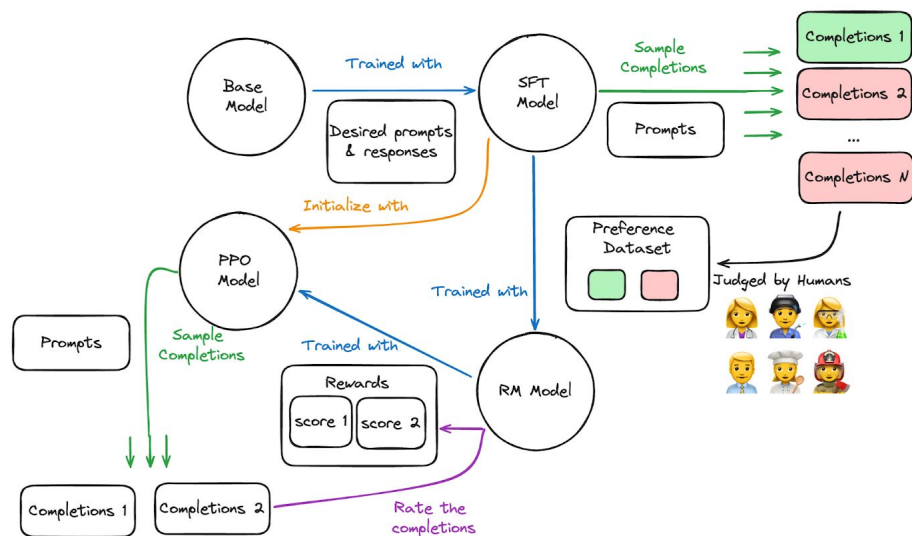 Base
Model
Trained with
Desired prompts
& responses
SFT
Model
Sample
Completions
Prompts
Completions 1
Completions 2
...
Completions N
Initialize with
PPO
Model
Preference
Dataset
Judged by Humans
Trained with
Prompts
Sample
Completions
Trained with
Rewards
score 1
score 2
RM Model
Completions 1
Completions 2
Rate the
completions